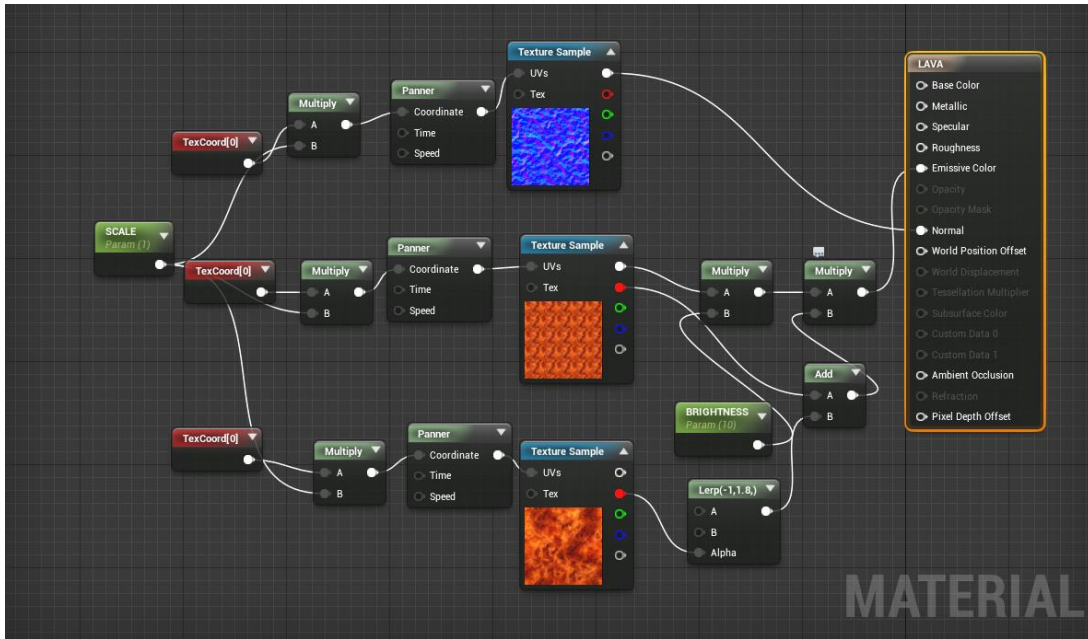 Texture Sample
UVs
Tex
Panner
Coordinate
Time
Speed
Multiply
A
B
TexCoord[0]
SCALE
Param (1)
TexCoord[0]
Multiply
A
B
Panner
Coordinate
Time
Speed
Texture Sample
UVs
Tex
Multiply
A
B
Multiply
A
B
Add
A
B
BRIGHTNESS
Param (10)
TexCoord[0]
Multiply
A
B
Panner
Coordinate
Time
Speed
Texture Sample
UVs
Tex
Lerp(-1,1.8,)
A
B
Alpha
LAVA
Base Color
Metallic
Specular
Roughness
Emissive Color
Opacity
Opacity Mask
Normal
World Position Offset
World Displacement
Tessellation Multiplier
Subsurface Color
Custom Data 0
Custom Data 1
Ambient Occlusion
Refraction
Pixel Depth Offset
MATERIAL